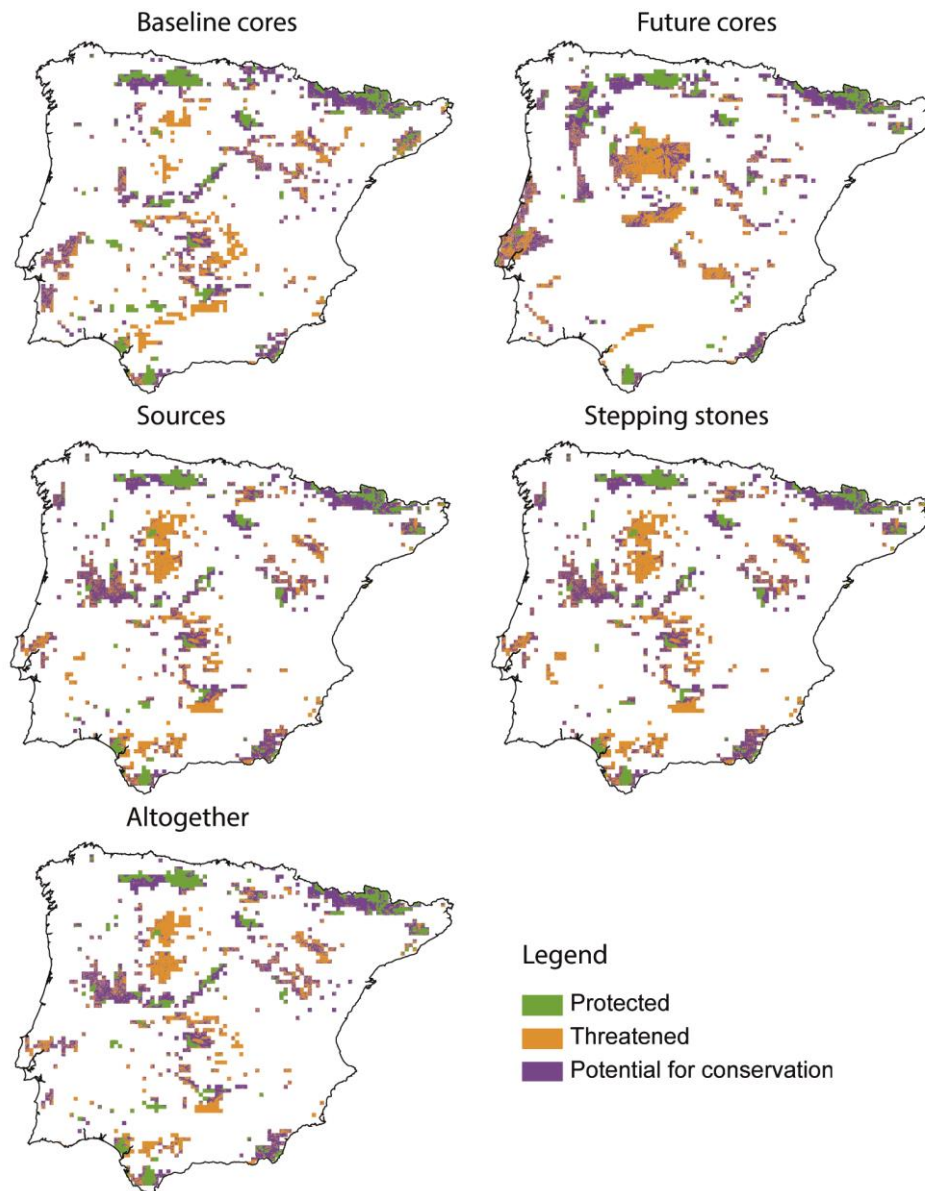 Baseline cores
Future cores
Sources
Stepping stones
Altogether
Legend
Protected
Threatened
Potential for conservation